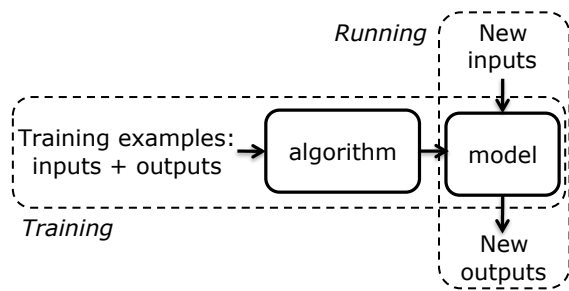 Running
New
inputs
Training examples:
inputs + outputs
algorithm
model
Training
New
outputs